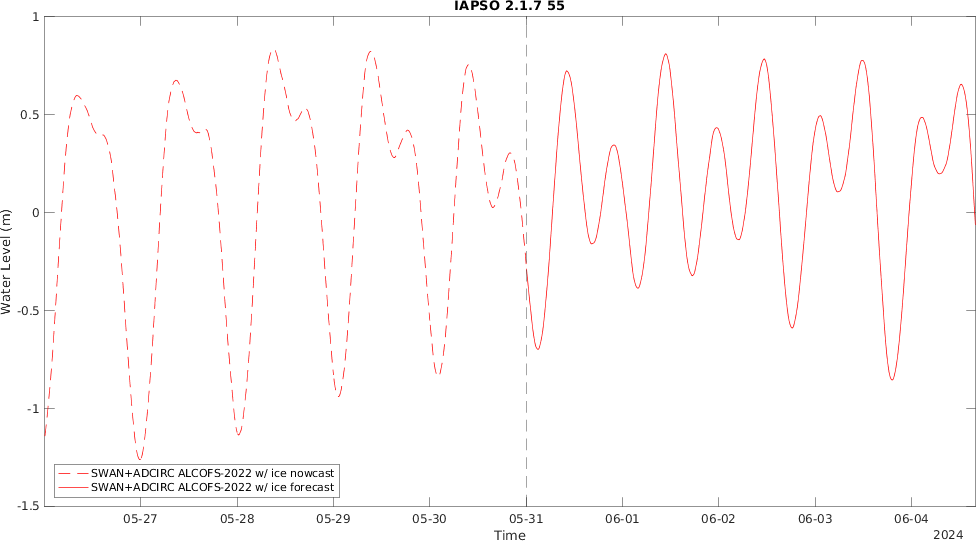 IAPSO 2.1.7 55
1
0.5
0
-0.5
-1
-1.5
Water Level (m)
SWAN+ADCIRC ALCOFS-2022 w/ ice nowcast
SWAN+ADCIRC ALCOFS-2022 w/ ice forecast
05-27 05-28 05-29 05-30 05-31 06-01 06-02 06-03 06-04
Time
2024